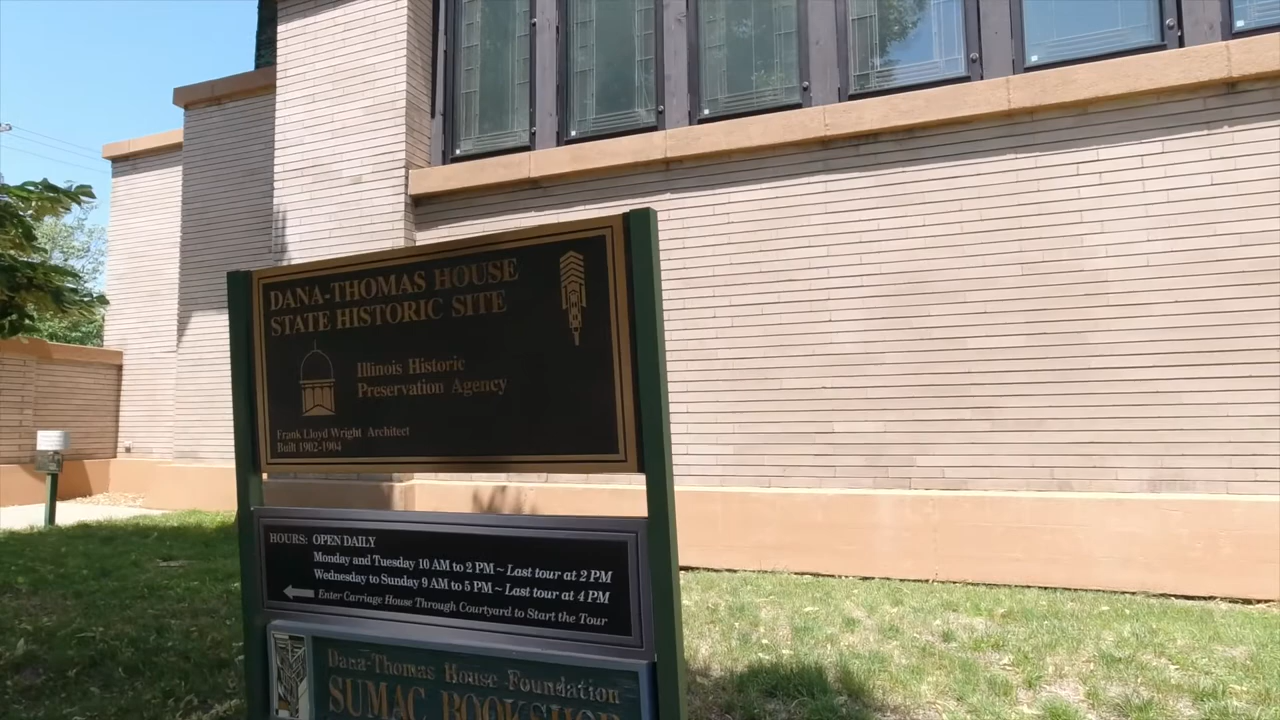 DANA-THOMAS HOUSE
STATE HISTORIC SITE
Illinois Historic
Preservation Agency
Frank Lloyd Wright Architect
Built 1902-1904
HOURS: OPEN DAILY
Monday and Tuesday 10 AM to 2 PM ~ Last tour at 2 PM
Wednesday to Sunday 9 AM to 5 PM ~ Last tour at 4 PM
Enter Carriage House Through Courtyard to Start the Tour
Dana-Thomas House Foundation
SUMAC BOOKSHOP